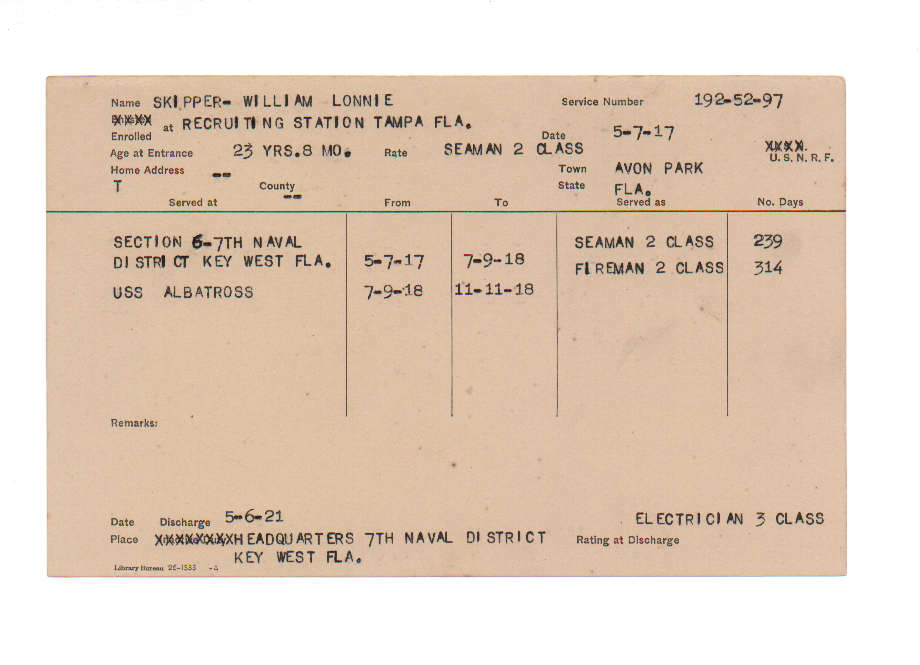 Name SKIPPER- WILLIAM LONNIE Service Number 192-52-97
XXXX at RECRUITING STATION TAMPA FLA.
Enrolled Date 5-7-17
Age at Entrance 23 YRS.8 MO. Rate SEAMAN 2 CLASS XXXX. U. S. N. R. F.
Home Address -- Town AVON PARK
T County -- State FLA.
Served at From To Served as No. Days
SECTION 6-7TH NAVAL SEAMAN 2 CLASS 239
DISTRICT KEY WEST FLA. 5-7-17 7-9-18 FIREMAN 2 CLASS 314
USS ALBATROSS 7-9-18 11-11-18
Remarks:
Date Discharge 5-6-21 ELECTRICIAN 3 CLASS
Place XXXXXXXXHEADQUARTERS 7TH NAVAL DISTRICT Rating at Discharge
KEY WEST FLA.
Library Bureau 26-1533